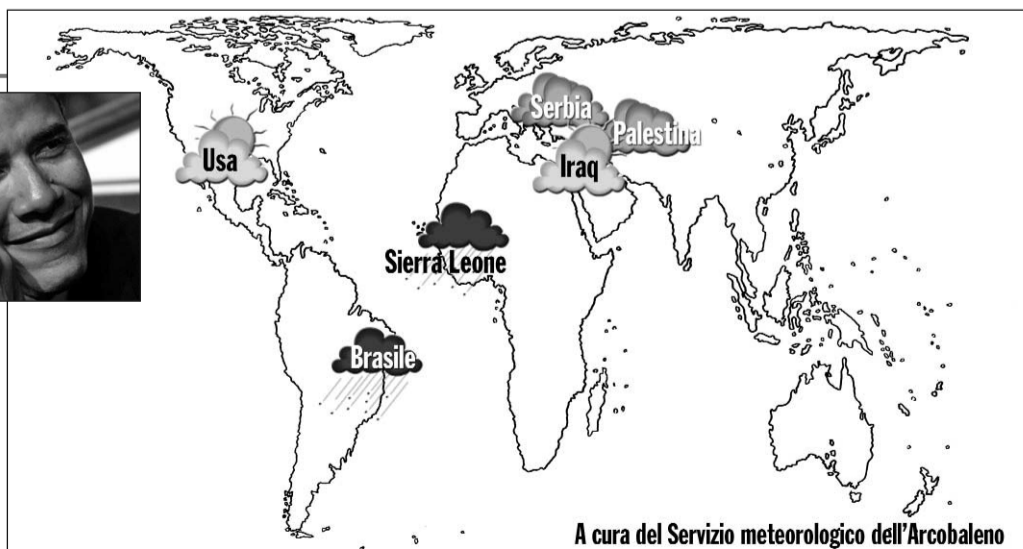 Serbia
Palestina
Usa
Iraq
Sierra Leone
Brasile
A cura del Servizio meteorologico dell'Arcobaleno